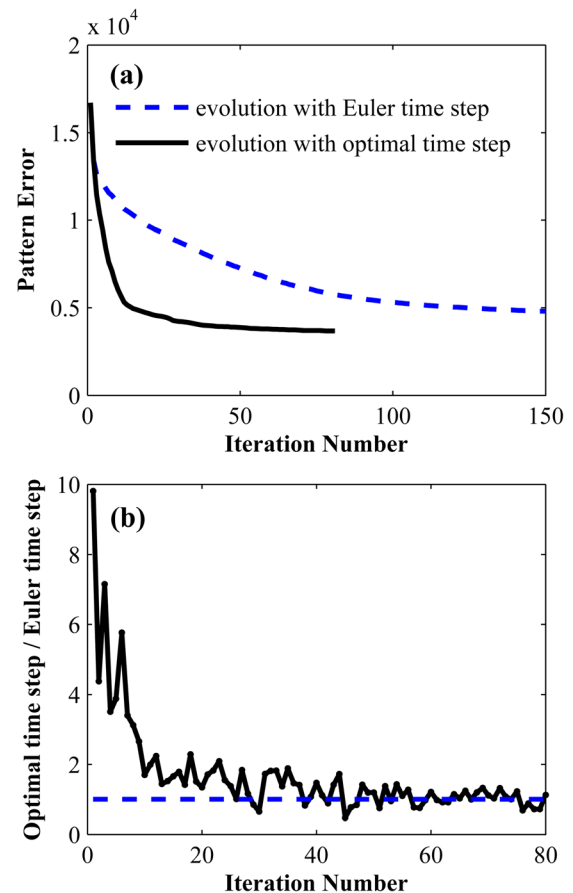 x 10^4
2
(a)
evolution with Euler time step
1.5
evolution with optimal time step
Pattern Error
1
0.5
0
0 50 100 150
Iteration Number
10
(b)
8
6
4
2
0
Optimal time step / Euler time step
0 20 40 60 80
Iteration Number